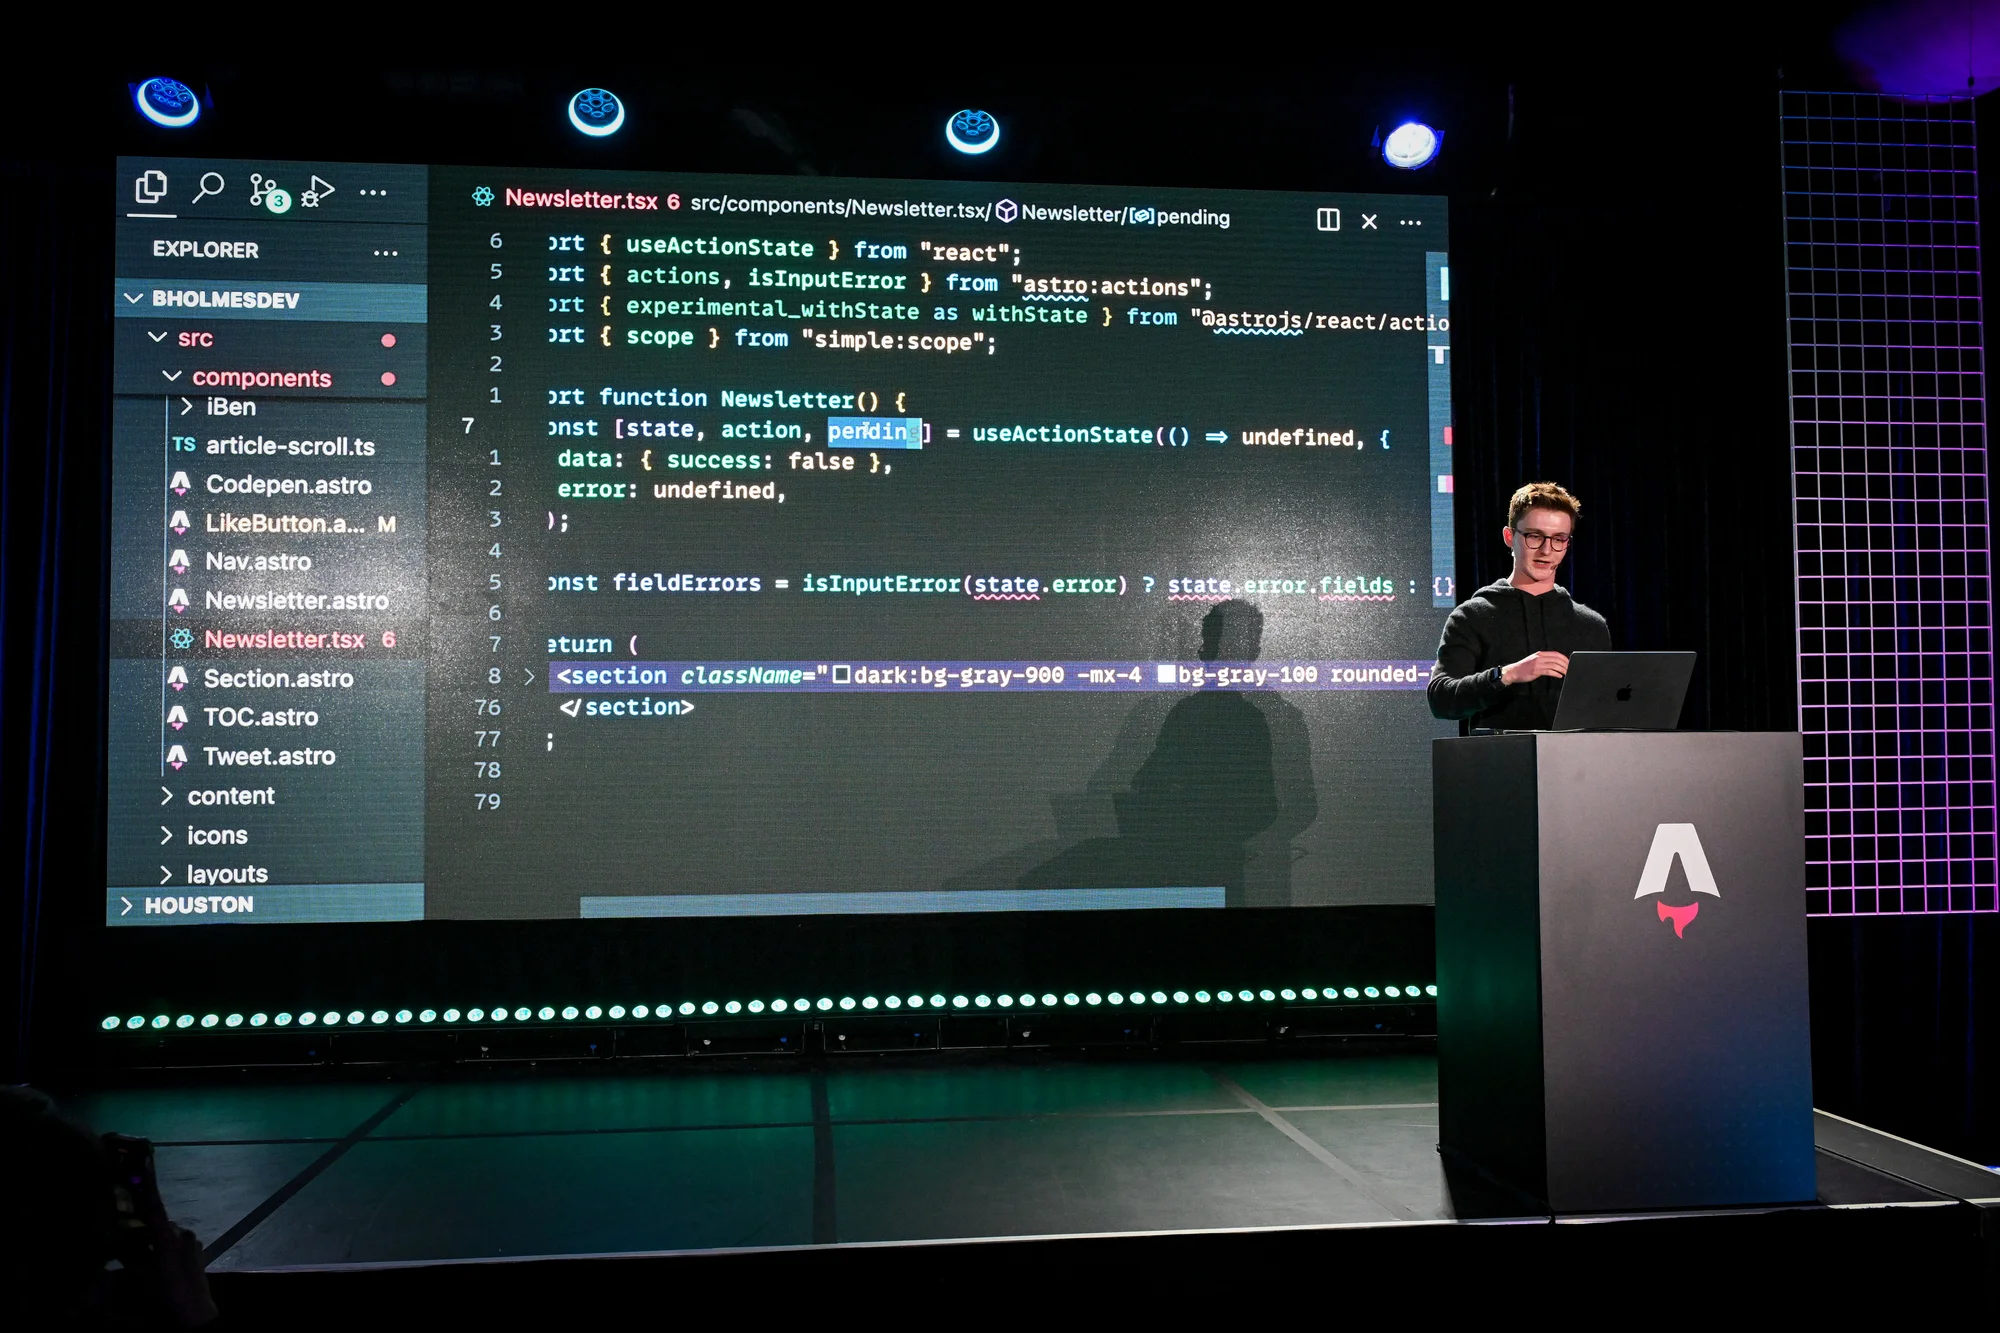 3
EXPLORER
BHOLMESDEV
src
components
iBen
TS article-scroll.ts
Codepen.astro
LikeButton.a... M
Nav.astro
Newsletter.astro
Newsletter.tsx 6
Section.astro
TOC.astro
Tweet.astro
content
icons
layouts
HOUSTON
Newsletter.tsx 6 src/components/Newsletter.tsx/ Newsletter/ pending
6 ort { useActionState } from "react";
5 ort { actions, isInputError } from "astro:actions";
4 ort { experimental_withState as withState } from "@astrojs/react/actio
3 ort { scope } from "simple:scope";
2
1 ort function Newsletter() {
7 onst [state, action, pending] = useActionState(() => undefined, {
1 data: { success: false },
2 error: undefined,
3 );
4
5 onst fieldErrors = isInputError(state.error) ? state.error.fields : {}
6
7 eturn (
8 <section className="dark:bg-gray-900 -mx-4 bg-gray-100 rounded-
76 </section>
77 ;
78
79